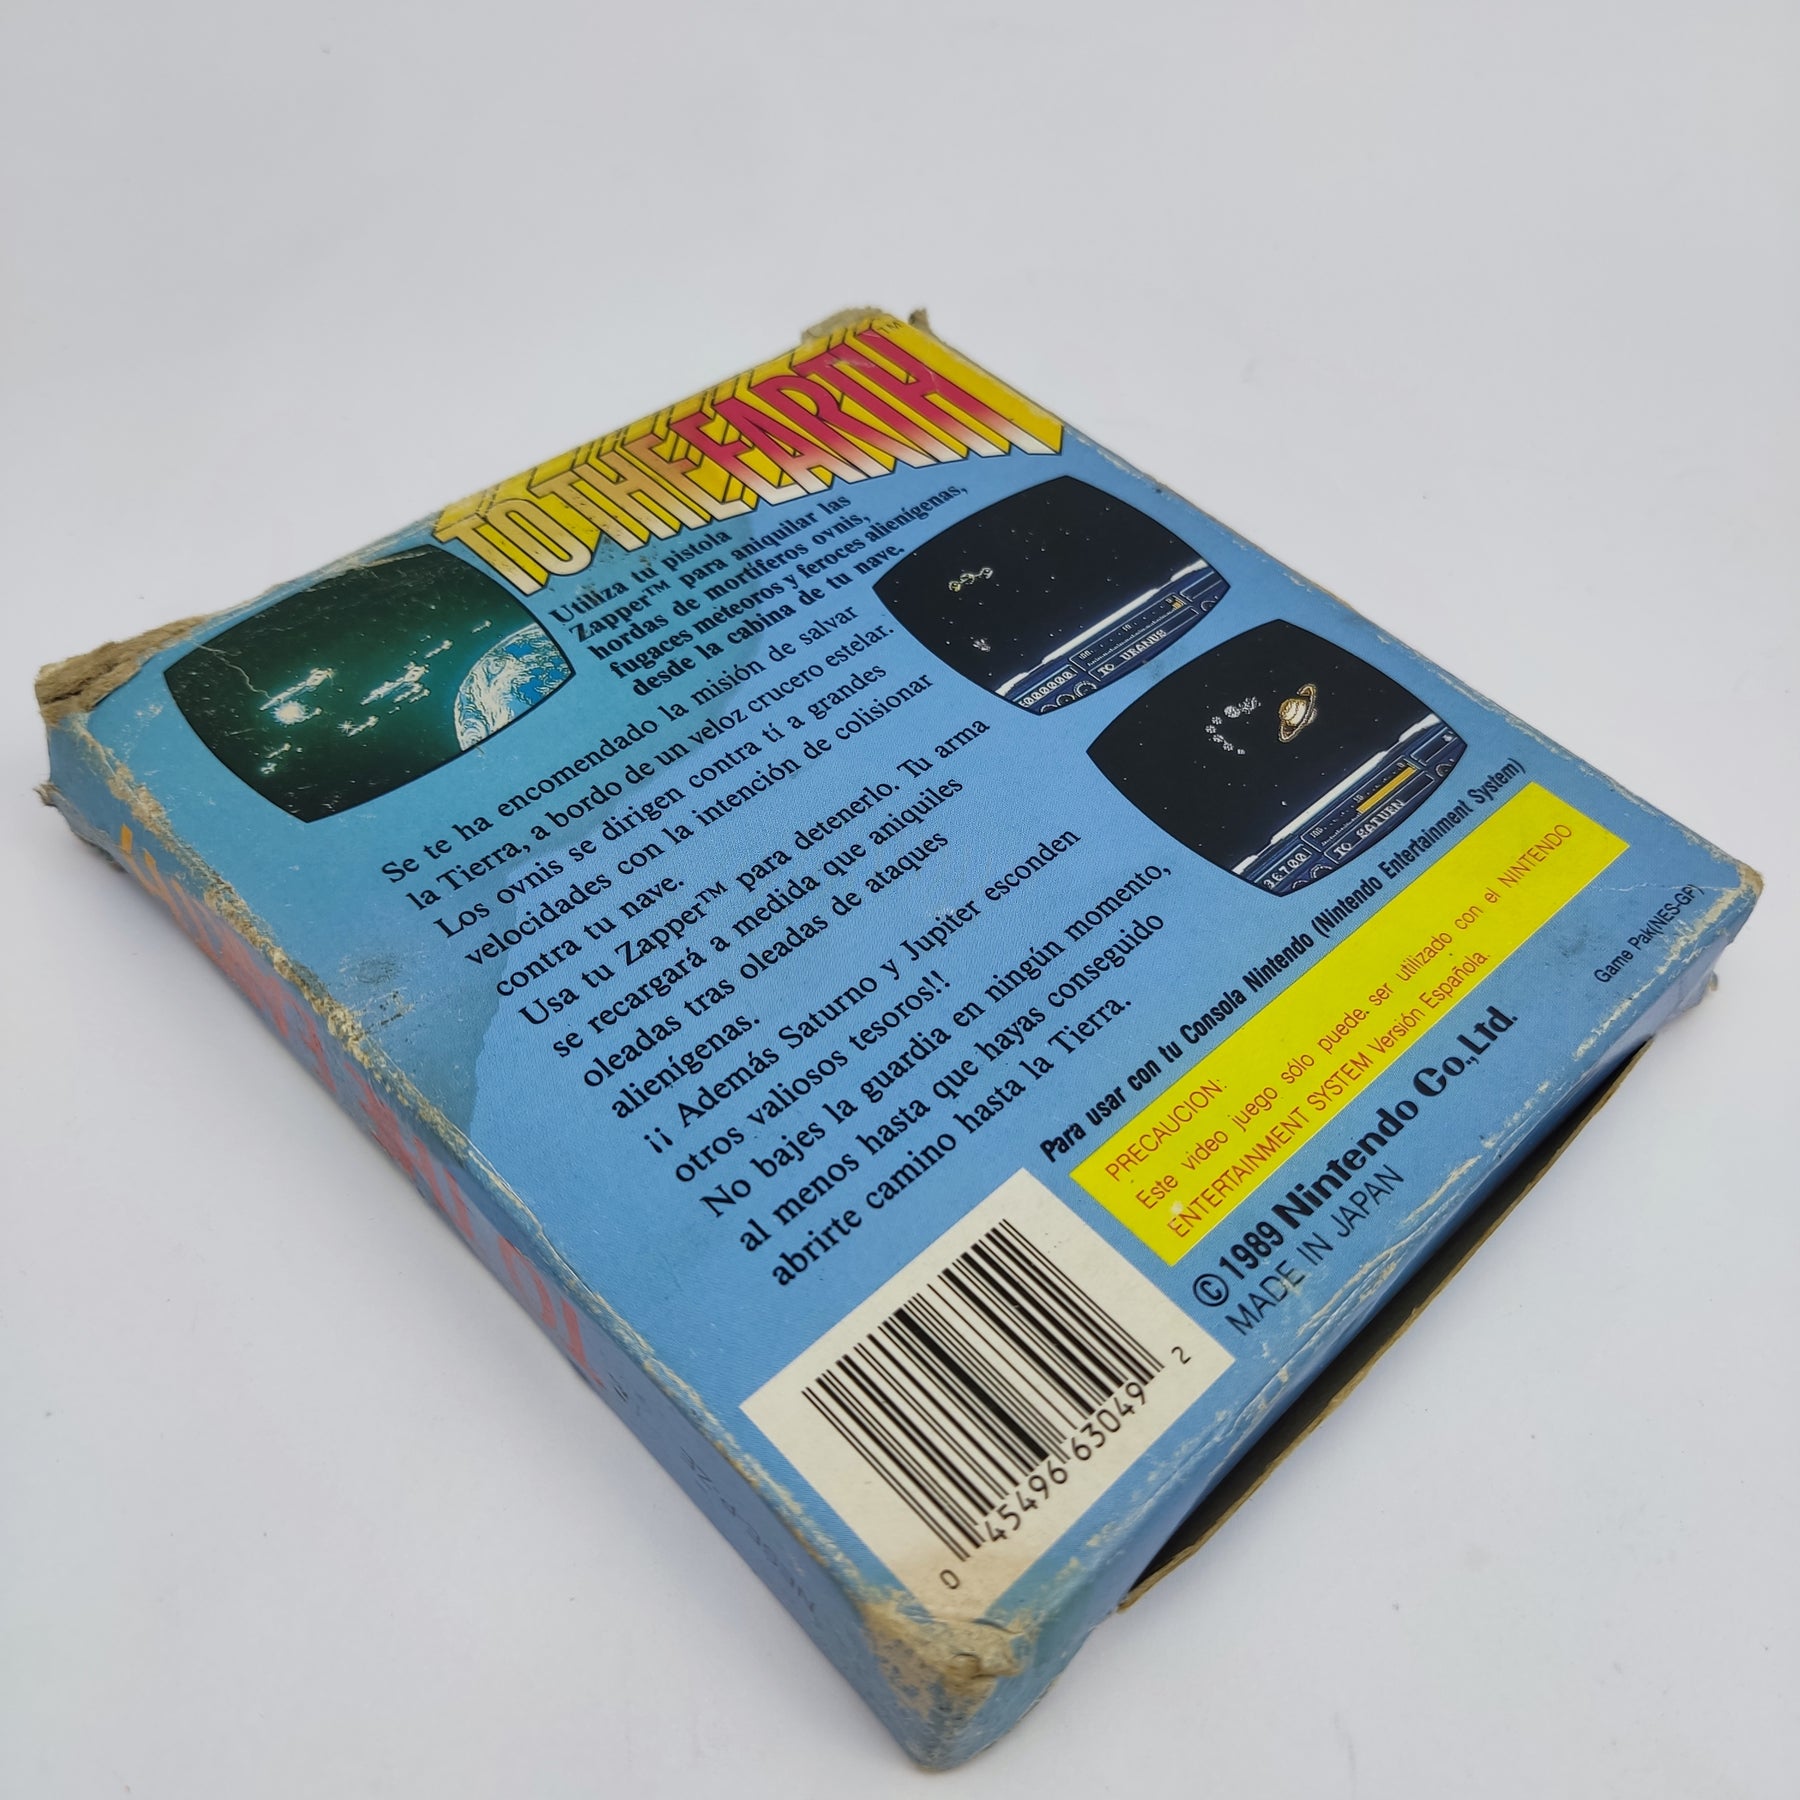 TO THE EARTH™
Utiliza tu pistola
Zapper™ para aniquilar las
hordas de mortíferos ovnis,
fugaces meteoros y feroces alienígenas,
desde la cabina de tu nave.
Se te ha encomendado la misión de salvar
la Tierra, a bordo de un veloz crucero estelar.
Los ovnis se dirigen contra tí a grandes
velocidades con la intención de colisionar
contra tu nave.
Usa tu Zapper™ para detenerlo. Tu arma
se recargará a medida que aniquiles
oleadas tras oleadas de ataques
alienígenas.
¡¡ Además Saturno y Jupiter esconden
otros valiosos tesoros!!
No bajes la guardia en ningún momento,
al menos hasta que hayas conseguido
abrirte camino hasta la Tierra.
TO URANUS
TO SATURN
Para usar con tu Consola Nintendo (Nintendo Entertainment System)
PRECAUCION:
Este video juego sólo puede. ser utilizado con el NINTENDO
ENTERTAINMENT SYSTEM Versión Española.
©1989 Nintendo Co.,Ltd.
MADE IN JAPAN
Game Pak(NES-GP)
0 45496 63049 2